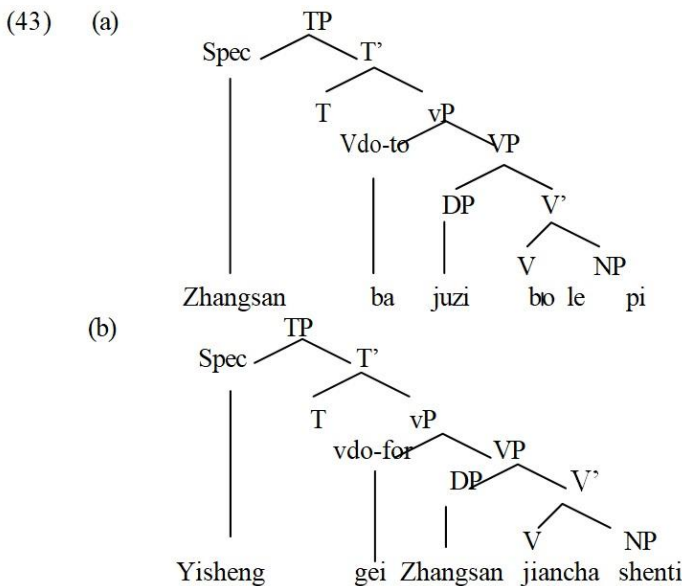 (43) (a) TP
Spec T'
T vP
Vdo-to VP
DP V'
V NP
Zhangsan ba juzi bo le pi
(b) TP
Spec T'
T vP
vdo-for VP
DP V'
V NP
Yisheng gei Zhangsan jiancha shenti